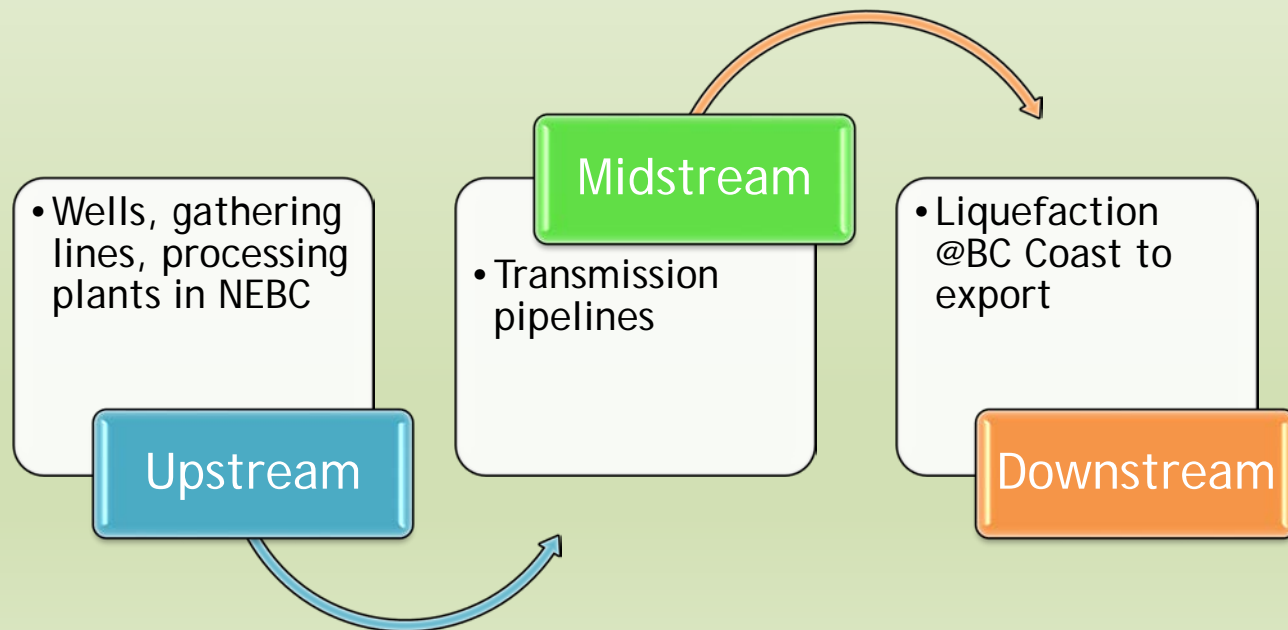 • Wells, gathering
lines, processing
plants in NEBC
Upstream
Midstream
• Transmission
pipelines
• Liquefaction
@BC Coast to
export
Downstream